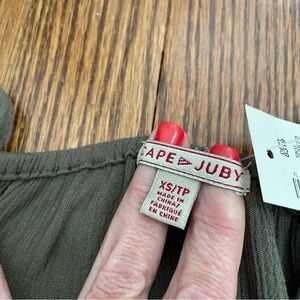 CAPE JUBY
XS/TP
MADE IN
CHINA/
FABRIQUÉ
EN CHINE